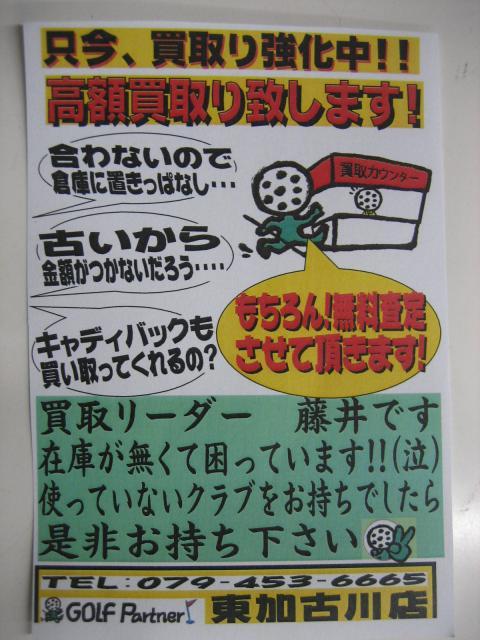 只今、買取り強化中!!
高額買取り致します!
合わないので
倉庫に置きっぱなし・・・
買取カウンター
古いから
金額がつかないだろう・・・・
もちろん!無料査定
させて頂きます!
キャディバックも
買い取ってくれるの?
買取リーダー 藤井です
在庫が無くて困っています!!(泣)
使っていないクラブをお持ちでしたら
是非お持ち下さい
TEL:079-453-6665
GOLF Partner 東加古川店